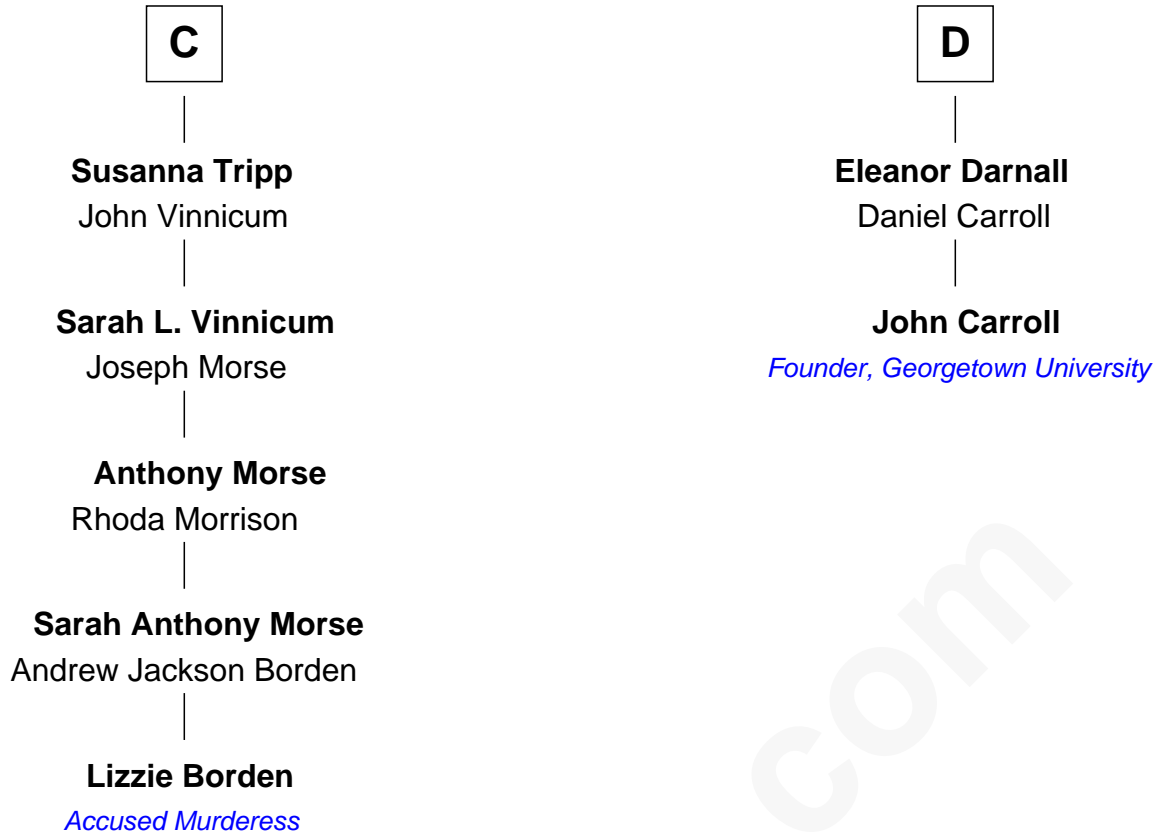 C
Susanna Tripp
John Vinnicum
Sarah L. Vinnicum
Joseph Morse
Anthony Morse
Rhoda Morrison
Sarah Anthony Morse
Andrew Jackson Borden
Lizzie Borden
Accused Murderess
D
Eleanor Darnall
Daniel Carroll
John Carroll
Founder, Georgetown University
com